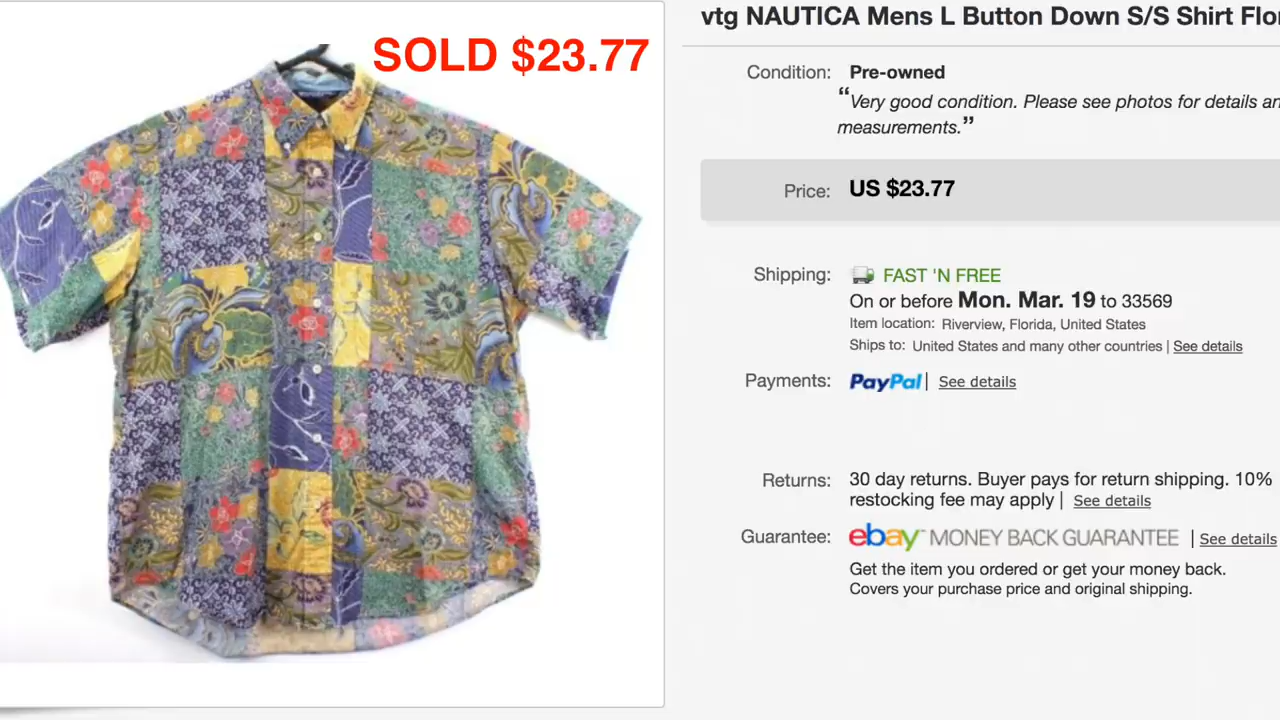 SOLD $23.77
vtg NAUTICA Mens L Button Down S/S Shirt
Condition: Pre-owned
“Very good condition. Please see photos for details
measurements.”
Price: US $23.77
Shipping: FAST 'N FREE
On or before Mon. Mar. 19 to 33569
Item location: Riverview, Florida, United States
Ships to: United States and many other countries | See details
Payments: PayPal | See details
Returns: 30 day returns. Buyer pays for return shipping. 10%
restocking fee may apply | See details
Guarantee: ebay™ MONEY BACK GUARANTEE | See details
Get the item you ordered or get your money back.
Covers your purchase price and original shipping.